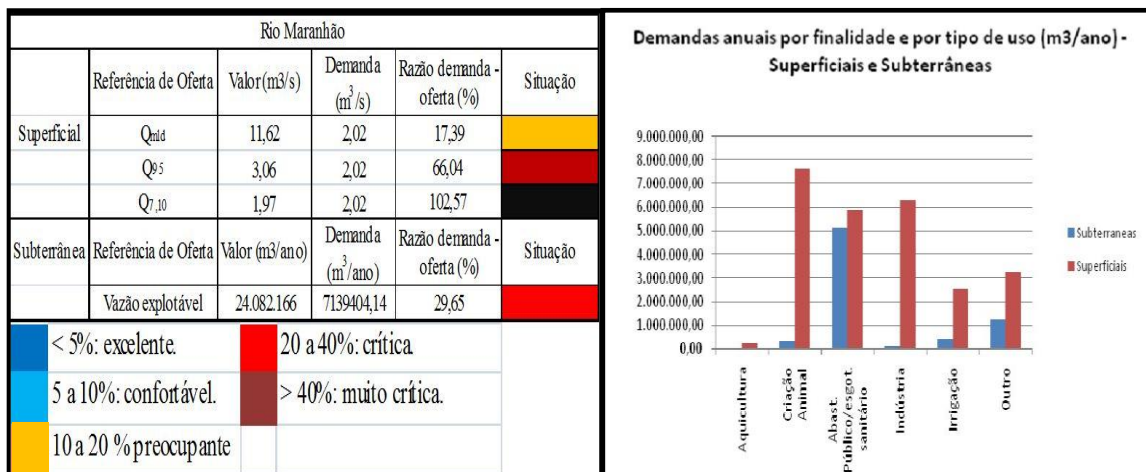 Rio Maranhão
Referência de Oferta Valor (m3/s) Demanda (m³/s) Razão demanda - oferta (%) Situação
Superficial Qmld 11,62 2,02 17,39
Q95 3,06 2,02 66,04
Q7,10 1,97 2,02 102,57
Subterrânea Referência de Oferta Valor (m3/ano) Demanda (m³/ano) Razão demanda - oferta (%) Situação
Vazão explotável 24.082.166 7139404,14 29,65
< 5%: excelente. 20 a 40%: crítica.
5 a 10%: confortável. > 40%: muito crítica.
10 a 20 % preocupante
Demandas anuais por finalidade e por tipo de uso (m3/ano) -
Superficiais e Subterrâneas
9.000.000,00
8.000.000,00
7.000.000,00
6.000.000,00
5.000.000,00
4.000.000,00
3.000.000,00
2.000.000,00
1.000.000,00
0,00
Subterraneas
Superficiais
Aquicultura
Criação
Animal
Abast.
Público/esgot.
sanitário
Indústria
Irrigação
Outro